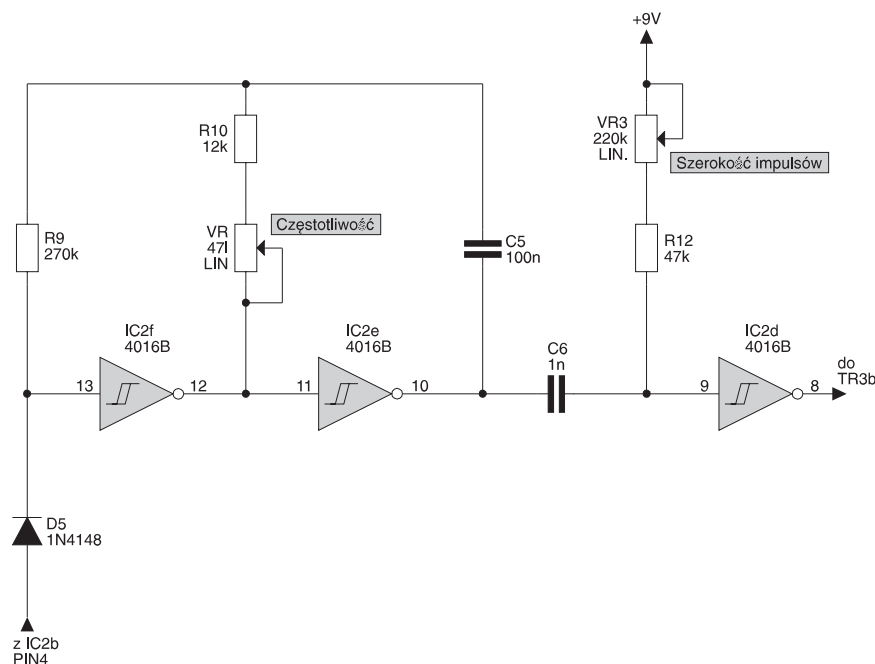 +9V
R10
12k
VR3
220k
LIN.
Szerokość impulsów
R9
270k
VR
47l
LIN
Częstotliwość
C5
100n
R12
47k
IC2f
4016B
IC2e
4016B
IC2d
4016B
C6
1n
do
TR3b
13
12
11
10
9
8
D5
1N4148
z IC2b
PIN4